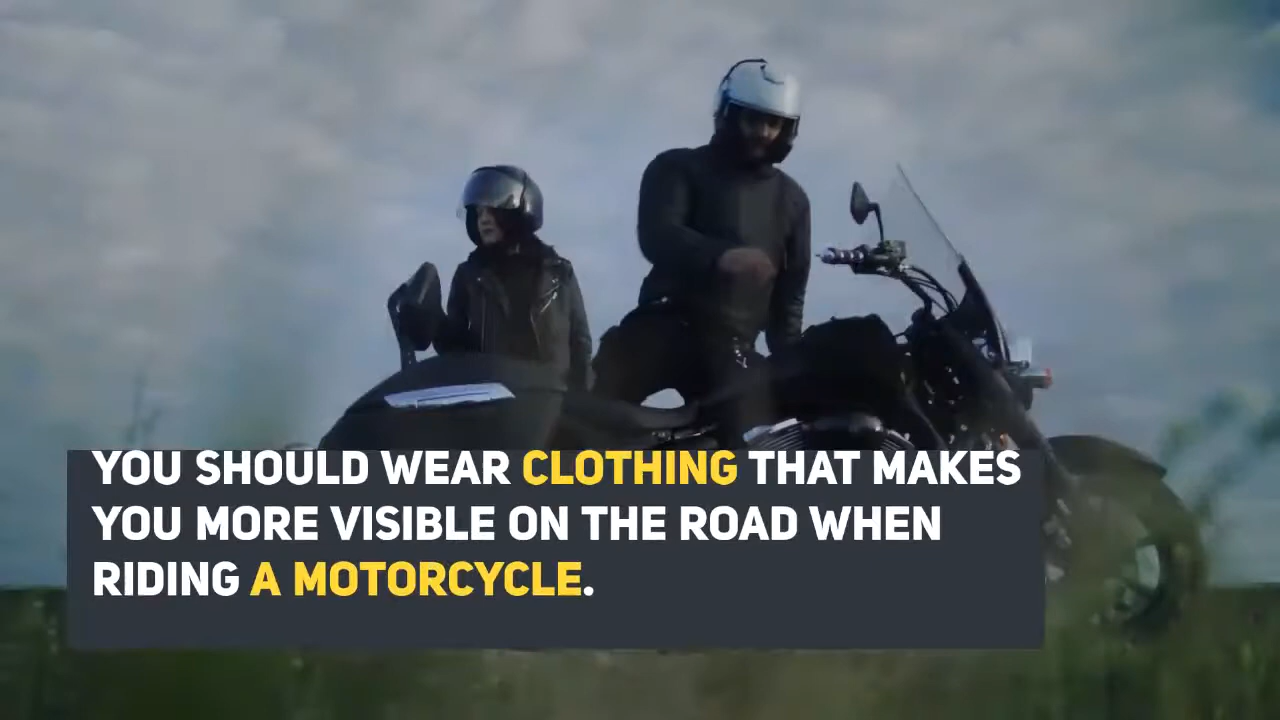 YOU SHOULD WEAR CLOTHING THAT MAKES
YOU MORE VISIBLE ON THE ROAD WHEN
RIDING A MOTORCYCLE.